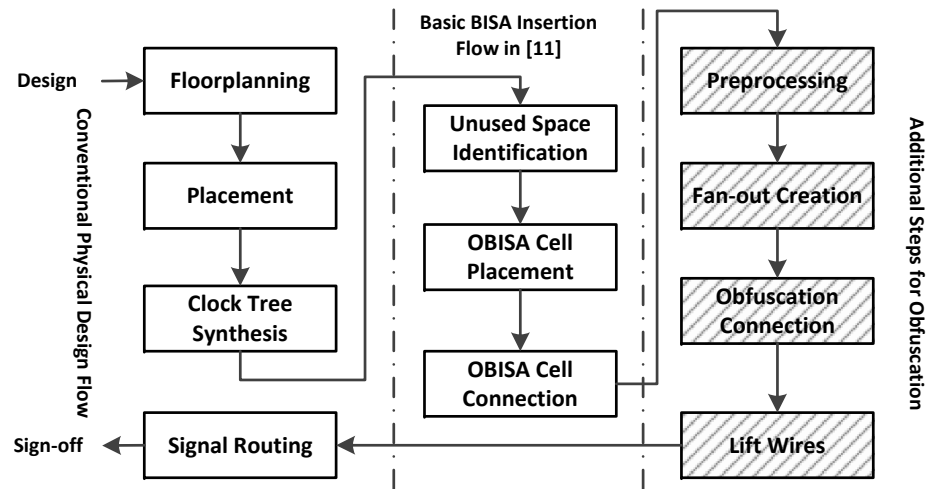 Design
Conventional Physical Design Flow
Floorplanning
Placement
Clock Tree
Synthesis
Signal Routing
Sign-off
Basic BISA Insertion
Flow in [11]
Unused Space
Identification
OBISA Cell
Placement
OBISA Cell
Connection
Preprocessing
Fan-out Creation
Obfuscation
Connection
Lift Wires
Additional Steps for Obfuscation